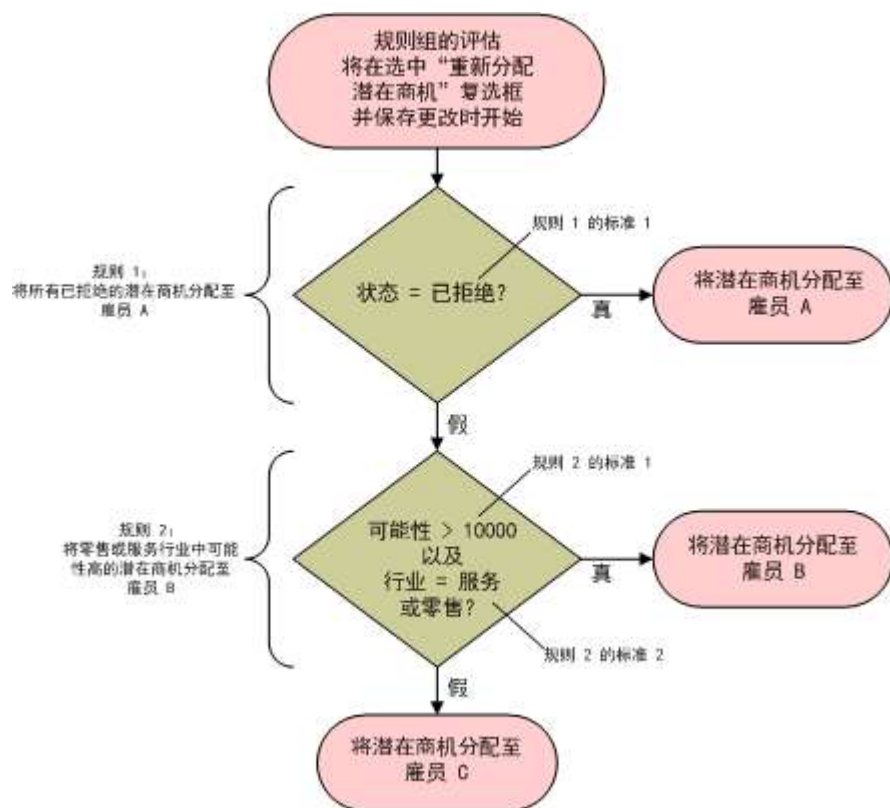 规则组的评估
将在选中“重新分配
潜在商机”复选框
并保存更改时开始
规则 1 的标准 1
规则 1:
将所有已拒绝的潜在商机分配至
雇员 A
状态 = 已拒绝?
真
将潜在商机分配至
雇员 A
假
规则 2 的标准 1
规则 2:
将零售或服务行业中可能
性高的潜在商机分配至
雇员 B
可能性 > 10000
以及
行业 = 服务
或零售?
真
将潜在商机分配至
雇员 B
规则 2 的标准 2
假
将潜在商机分配至
雇员 C